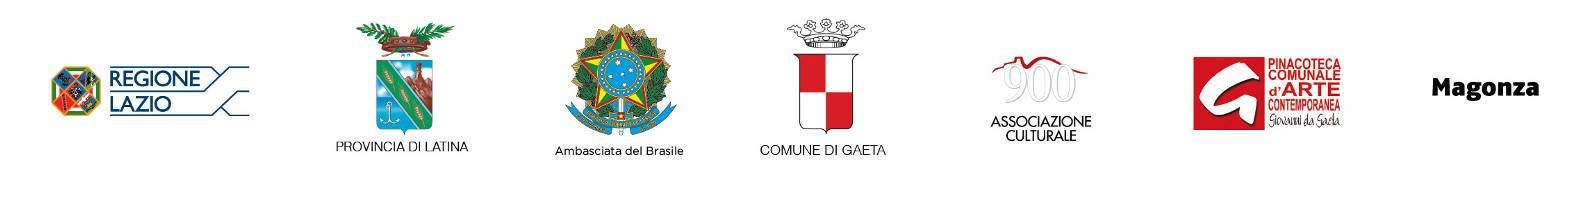 REGIONE
LAZIO
PROVINCIA DI LATINA
Ambasciata del Brasile
COMUNE DI GAETA
900
ASSOCIAZIONE
CULTURALE
PINACOTECA
COMUNALE
d'ARTE
CONTEMPORANEA
Giovanni da Gaeta
Magonza